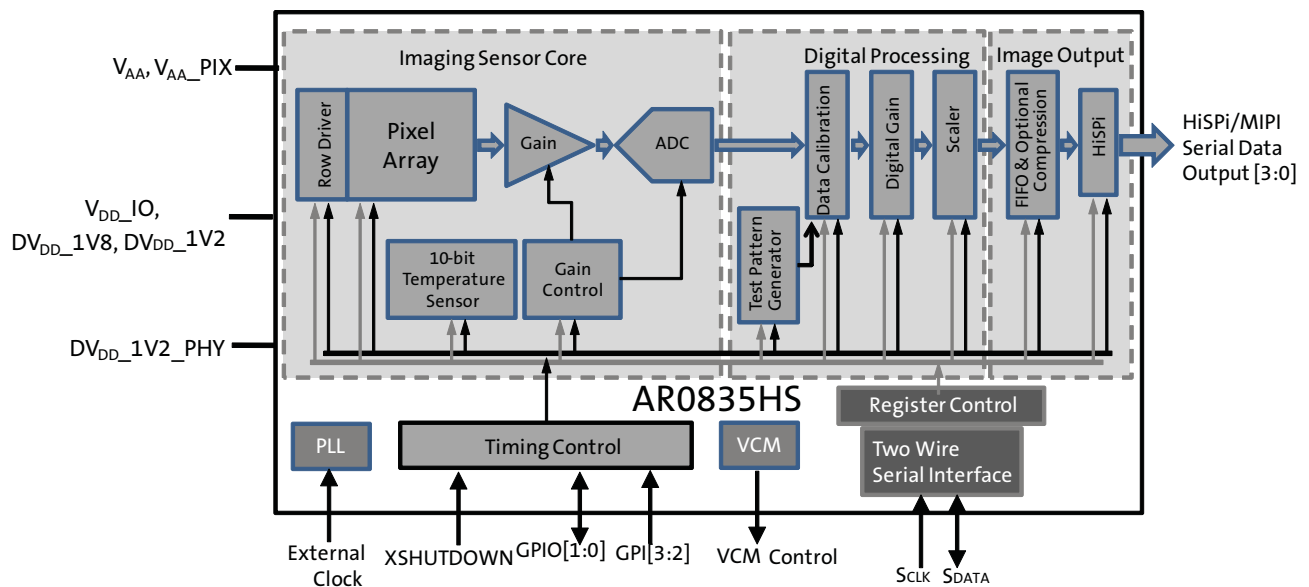 Imaging Sensor Core
Digital Processing
Image Output
VAA, VAA_PIX
Row Driver
Pixel
Array
Gain
ADC
Data Calibration
Digital Gain
Scaler
FIFO & Optional
Compression
HiSPi
HiSPi/MIPI
Serial Data
Output [3:0]
VDD_IO,
DVDD_1V8, DVDD_1V2
10-bit
Temperature
Sensor
Gain
Control
Test Pattern
Generator
DVDD_1V2_PHY
AR0835HS
Register Control
PLL
Timing Control
VCM
Two Wire
Serial Interface
External
Clock
XSHUTDOWN
GPIO[1:0]
GPI[3:2]
VCM Control
SCLK
SDATA